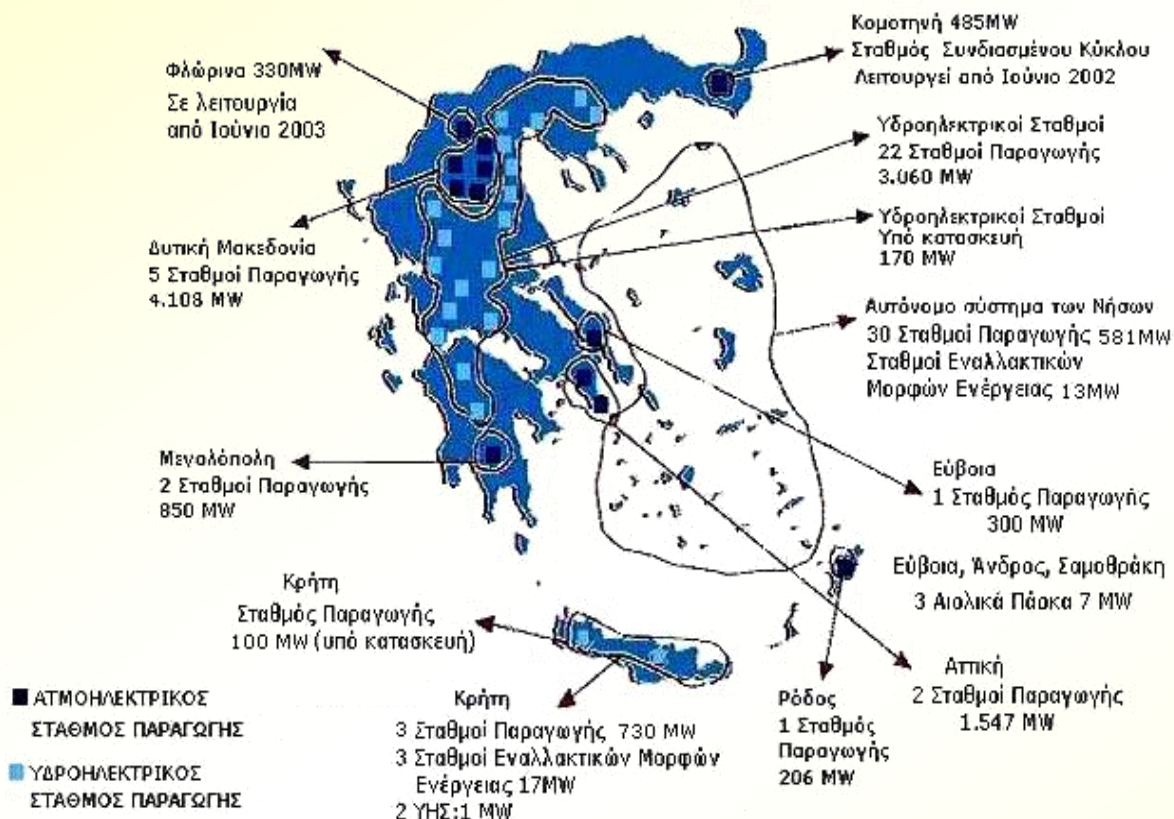 Φλώρινα 330MW
Σε λειτουργία
από Ιούνιο 2003
Κομοτηνή 485MW
Σταθμός Συνδιασμένου Κύκλου
Λειτουργεί από Ιούνιο 2002
Υδροηλεκτρικοί Σταθμοί
22 Σταθμοί Παραγωγής
3.060 MW
Υδροηλεκτρικοί Σταθμοί
Υπό κατασκευή
170 MW
Δυτική Μακεδονία
5 Σταθμοί Παραγωγής
4.108 MW
Αυτόνομο σύστημα των Νήσων
30 Σταθμοί Παραγωγής 581MW
Σταθμοί Εναλλακτικών
Μορφών Ενέργειας 13MW
Μεγαλόπολη
2 Σταθμοί Παραγωγής
850 MW
Εύβοια
1 Σταθμός Παραγωγής
300 MW
Εύβοια, Άνδρος, Σαμοθράκη
3 Αιολικά Πάρκα 7 MW
Κρήτη
Σταθμός Παραγωγής
100 MW (υπό κατασκευή)
Αττική
2 Σταθμοί Παραγωγής
1.547 MW
Ρόδος
1 Σταθμός
Παραγωγής
206 MW
Κρήτη
3 Σταθμοί Παραγωγής 730 MW
3 Σταθμοί Εναλλακτικών Μορφών
Ενέργειας 17MW
2 ΥΗΣ:1 MW
ΑΤΜΟΗΛΕΚΤΡΙΚΟΣ
ΣΤΑΘΜΟΣ ΠΑΡΑΓΩΓΗΣ
ΥΔΡΟΗΛΕΚΤΡΙΚΟΣ
ΣΤΑΘΜΟΣ ΠΑΡΑΓΩΓΗΣ